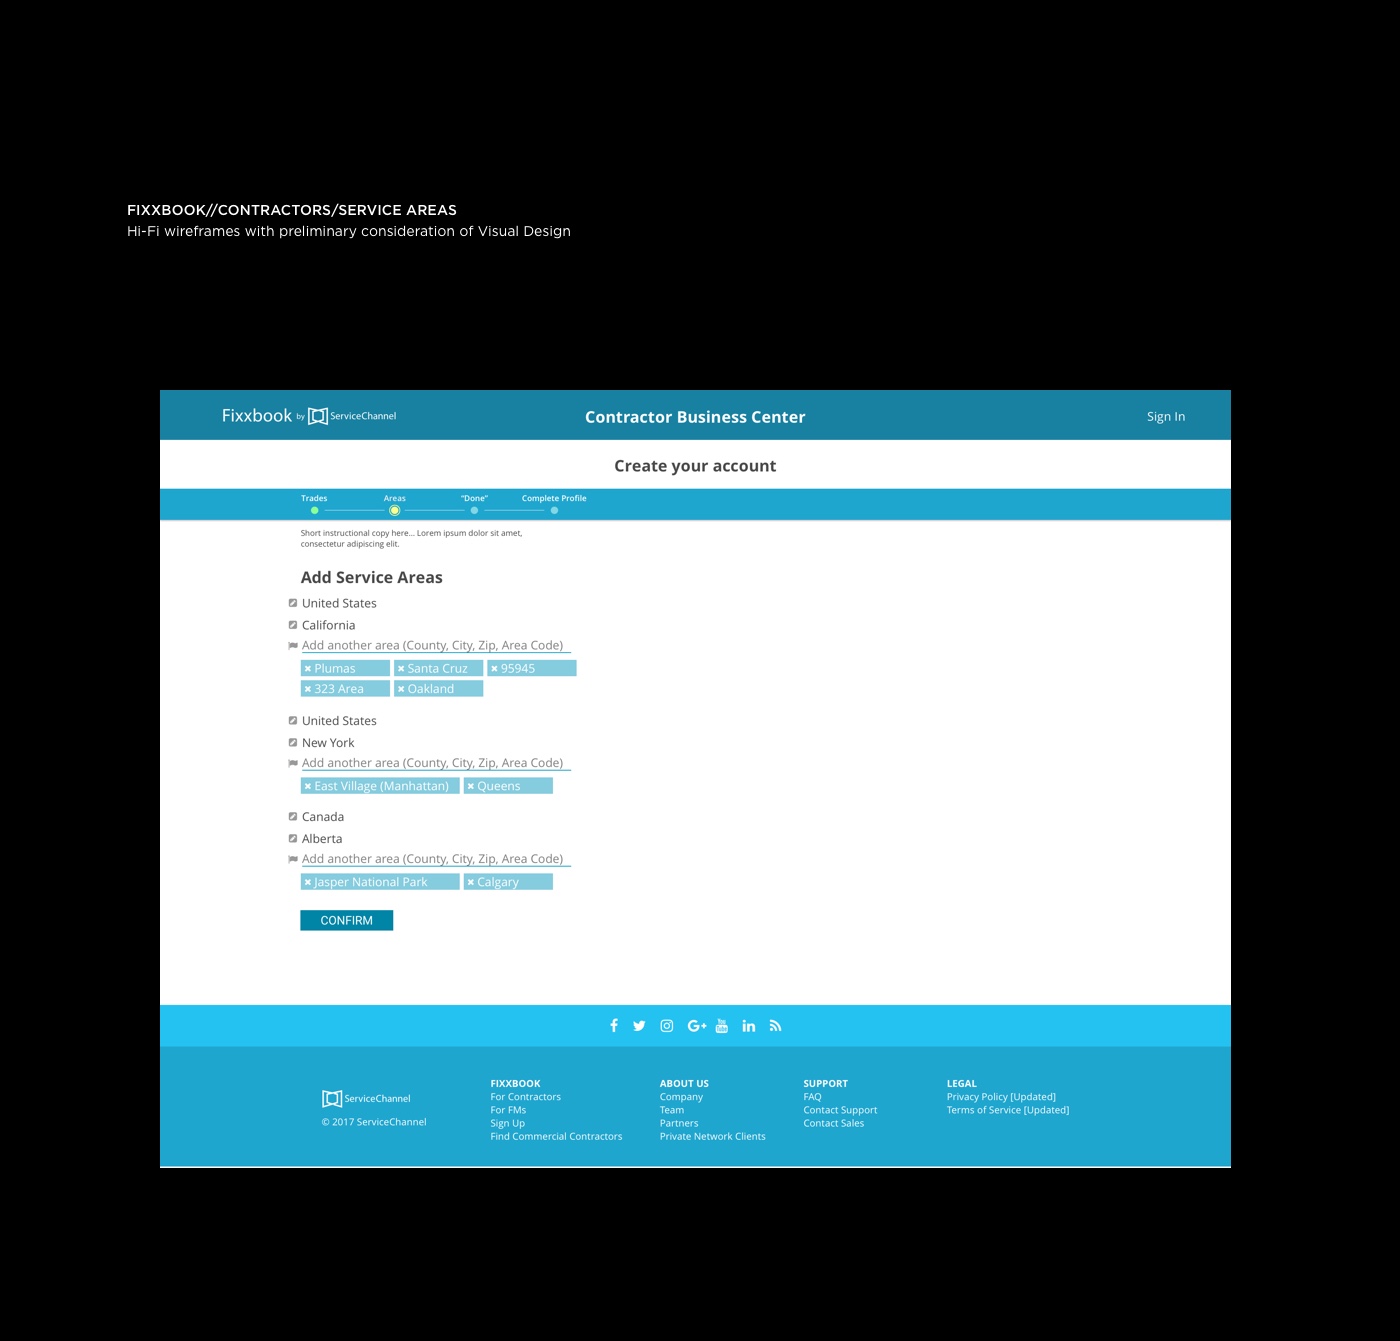 FIXXBOOK//CONTRACTORS/SERVICE AREAS
Hi-Fi wireframes with preliminary consideration of Visual Design
Fixxbook by ServiceChannel
Contractor Business Center
Sign In
Create your account
Trades
Areas
"Done"
Complete Profile
Short instructional copy here... Lorem ipsum dolor sit amet,
consectetur adipiscing elit.
Add Service Areas
United States
California
Add another area (County, City, Zip, Area Code)
Plumas
Santa Cruz
95945
323 Area
Oakland
United States
New York
Add another area (County, City, Zip, Area Code)
East Village (Manhattan)
Queens
Canada
Alberta
Add another area (County, City, Zip, Area Code)
Jasper National Park
Calgary
CONFIRM
ServiceChannel
© 2017 ServiceChannel
FIXXBOOK
For Contractors
For FMs
Sign Up
Find Commercial Contractors
ABOUT US
Company
Team
Partners
Private Network Clients
SUPPORT
FAQ
Contact Support
Contact Sales
LEGAL
Privacy Policy [Updated]
Terms of Service [Updated]